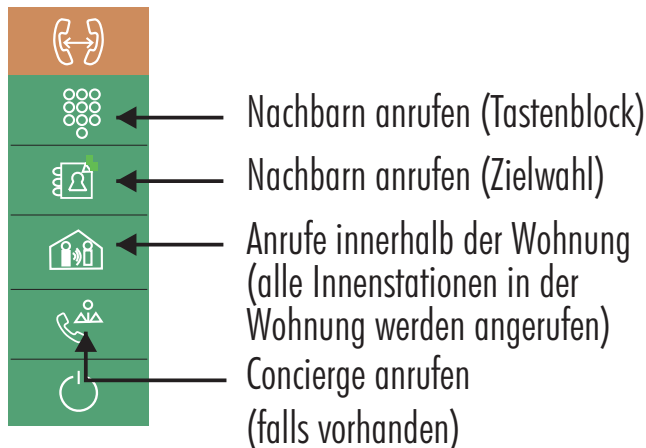 Nachbarn anrufen (Tastenblock)
Nachbarn anrufen (Zielwahl)
Anrufe innerhalb der Wohnung
(alle Innenstationen in der
Wohnung werden angerufen)
Concierge anrufen
(falls vorhanden)